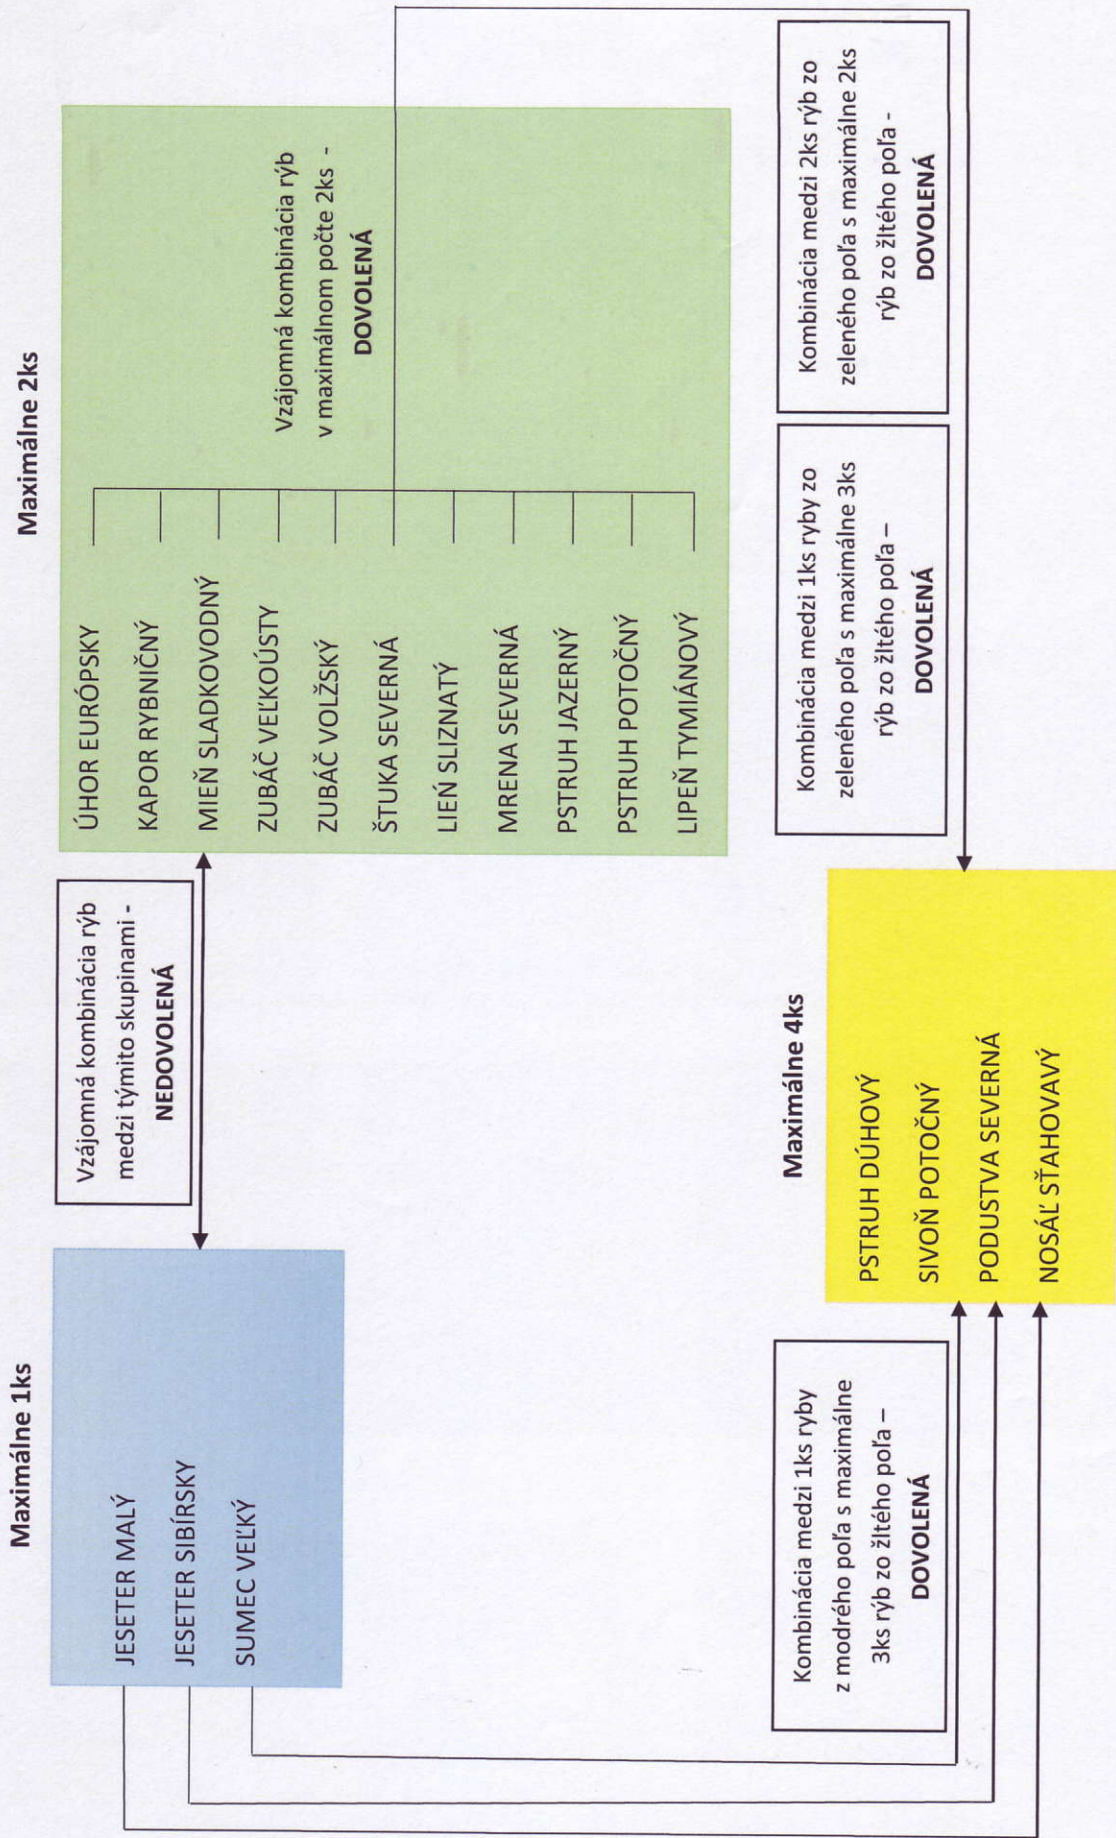 Maximálne 1ks
JESETER MALÝ
JESETER SIBÍRSKY
SUMEC VEĽKÝ
Vzájomná kombinácia rýb
medzi týmito skupinami -
NEDOVOLENÁ
Maximálne 2ks
ÚHOR EURÓPSKY
KAPOR RYBNIČNÝ
MIEŇ SLADKOVODNÝ
ZUBÁČ VEĽKOÚSTY
ZUBÁČ VOLŽSKÝ
ŠTUKA SEVERNÁ
LIEŇ SLIZNATÝ
MRENA SEVERNÁ
PSTRUH JAZERNÝ
PSTRUH POTOČNÝ
LIPEŇ TYMIÁNOVÝ
Vzájomná kombinácia rýb
v maximálnom počte 2ks -
DOVOLENÁ
Kombinácia medzi 1ks ryby
z modrého poľa s maximálne
3ks rýb zo žltého poľa –
DOVOLENÁ
Maximálne 4ks
PSTRUH DÚHOVÝ
SIVOŇ POTOČNÝ
PODUSTVA SEVERNÁ
NOSÁĽ SŤAHOVAVÝ
Kombinácia medzi 1ks ryby zo
zeleného poľa s maximálne 3ks
rýb zo žltého poľa –
DOVOLENÁ
Kombinácia medzi 2ks rýb zo
zeleného poľa s maximálne 2ks
rýb zo žltého poľa -
DOVOLENÁ